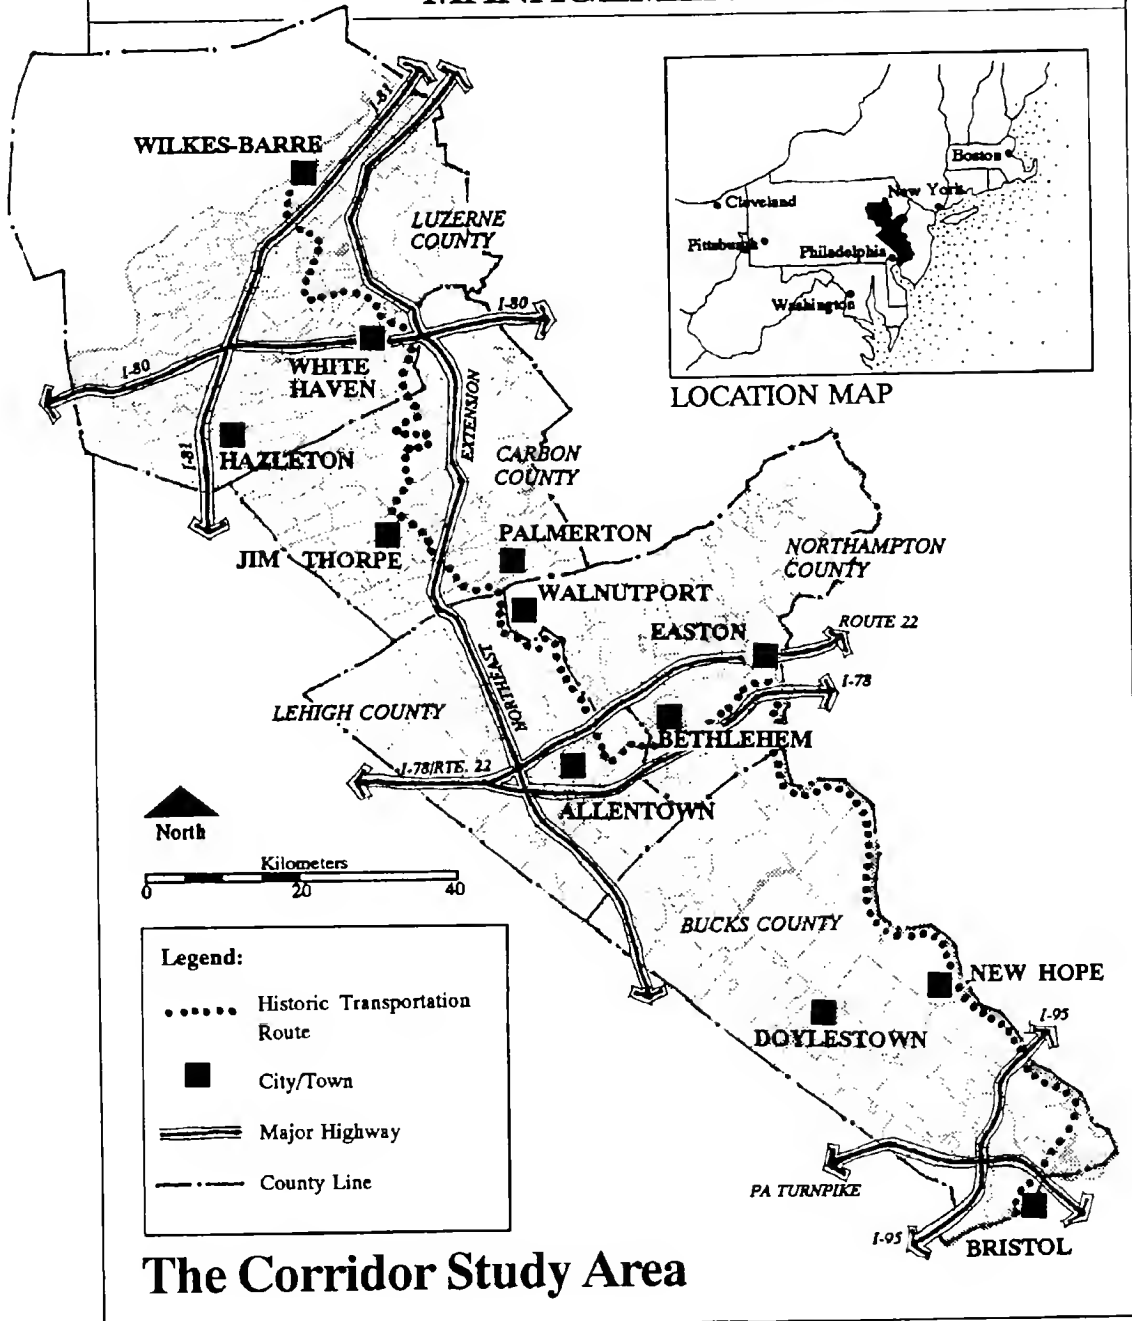 I-81
WILKES-BARRE
LUZERNE
COUNTY
I-80
I-80
WHITE
HAVEN
EXTENSION
I-81
HAZLETON
CARBON
COUNTY
JIM THORPE
PALMERTON
WALNUTPORT
NORTHAMPTON
COUNTY
EASTON
ROUTE 22
I-78
NORTHEAST
LEHIGH COUNTY
BETHLEHEM
I-78/RTE. 22
ALLENTOWN
BUCKS COUNTY
NEW HOPE
I-95
DOYLESTOWN
PA TURNPIKE
I-95
BRISTOL
Boston
New York
Cleveland
Pittsburgh
Philadelphia
Washington
LOCATION MAP
North
Kilometers
0 20 40
Legend:
Historic Transportation
Route
City/Town
Major Highway
County Line
The Corridor Study Area